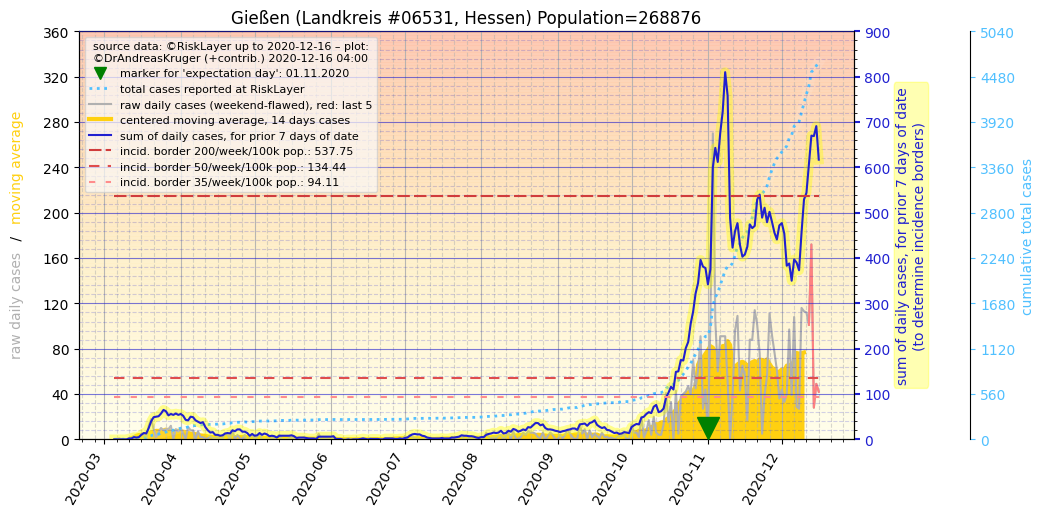 Gießen (Landkreis #06531, Hessen) Population=268876
source data: ©RiskLayer up to 2020-12-16 – plot:
©DrAndreasKruger (+contrib.) 2020-12-16 04:00
marker for 'expectation day': 01.11.2020
total cases reported at RiskLayer
raw daily cases (weekend-flawed), red: last 5
centered moving average, 14 days cases
sum of daily cases, for prior 7 days of date
incid. border 200/week/100k pop.: 537.75
incid. border 50/week/100k pop.: 134.44
incid. border 35/week/100k pop.: 94.11
raw daily cases / moving average
360
320
280
240
200
160
120
80
40
0
2020-03
2020-04
2020-05
2020-06
2020-07
2020-08
2020-09
2020-10
2020-11
2020-12
900
800
700
600
500
400
300
200
100
0
sum of daily cases, for prior 7 days of date
(to determine incidence borders)
5040
4480
3920
3360
2800
2240
1680
1120
560
0
cumulative total cases